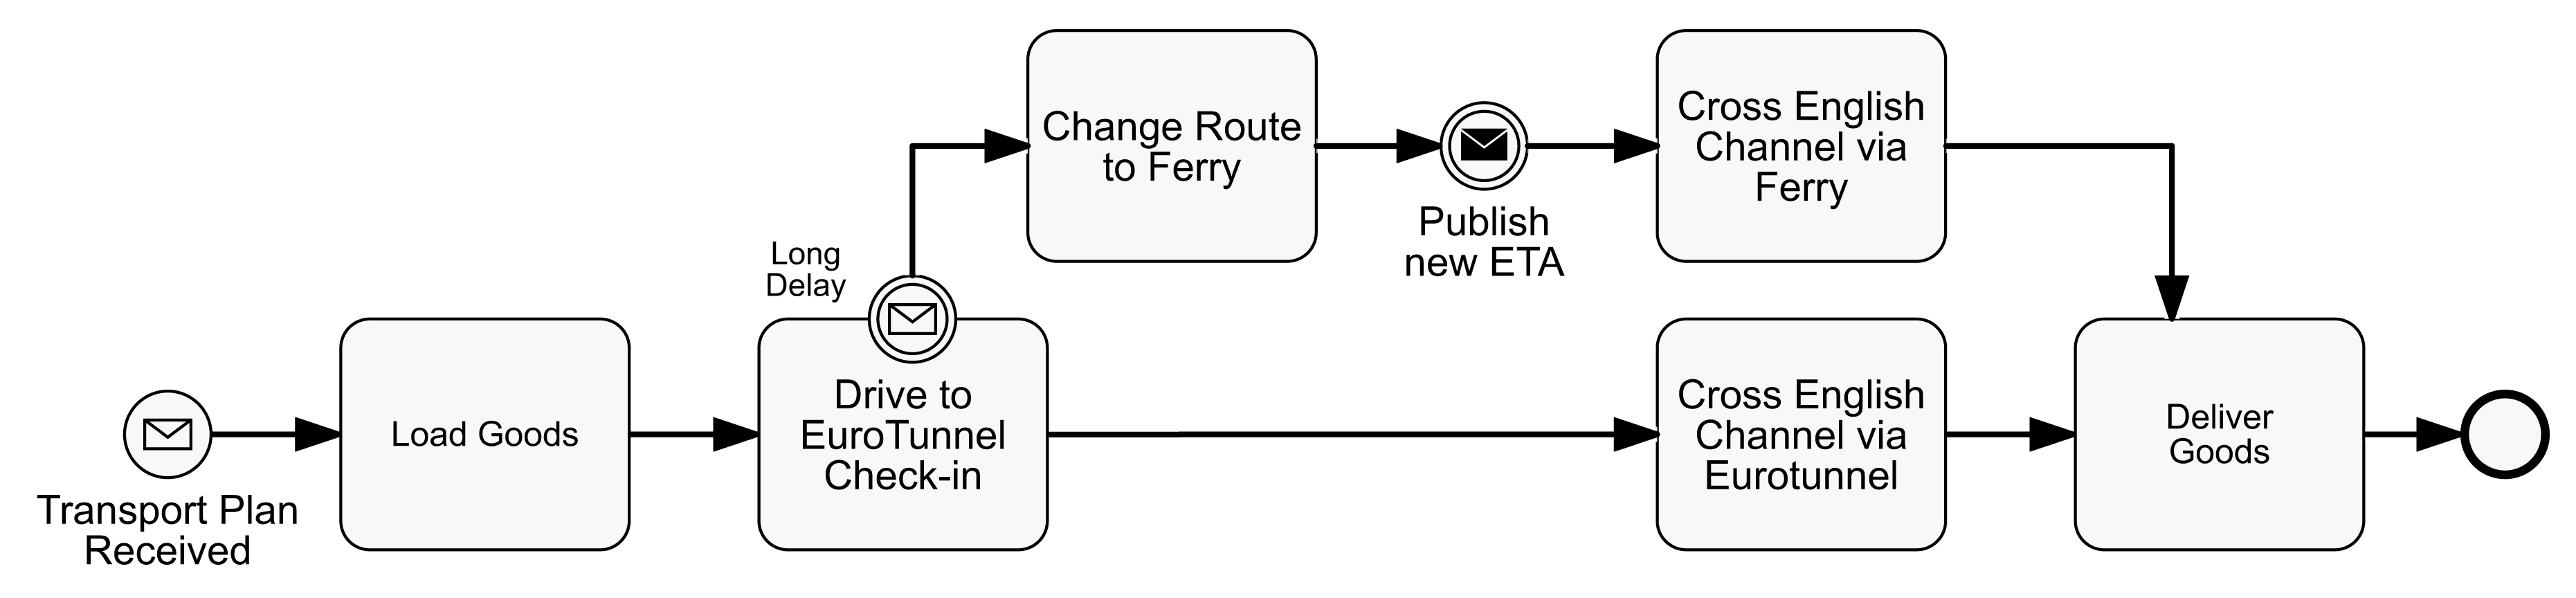 Transport Plan
Received
Load Goods
Long
Delay
Drive to
EuroTunnel
Check-in
Change Route
to Ferry
Publish
new ETA
Cross English
Channel via
Ferry
Cross English
Channel via
Eurotunnel
Deliver
Goods